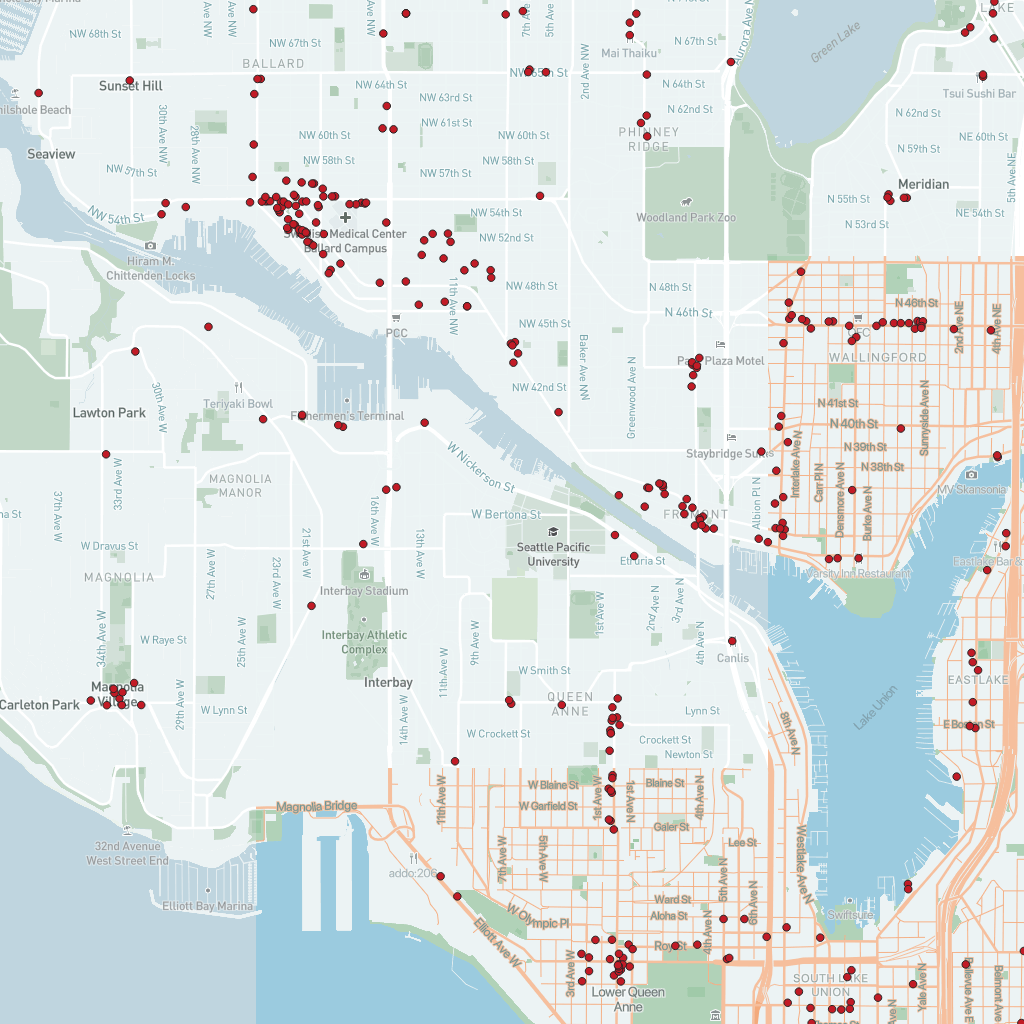 NW 68th St
NW 67th St
BALLARD
7th Ave NW
5th Ave
2nd Ave NW
Mai Thaiku
N 67th St
Aurora Ave N
Green Lake
LAKE
Sunset Hill
NW 65th St
NW 64th St
N 64th St
Tsui Sushi Bar
NW 63rd St
N 62nd St
N 62nd St
Seaview
30th Ave NW
28th Ave NW
NW 60th St
NW 61st St
NW 60th St
PHINNEY
RIDGE
NE 60th St
N 59th St
NW 58th St
NW 58th St
NW 57th St
NW 57th St
5th Ave NE
Meridian
NW 54th St
NW 54th St
Woodland Park Zoo
N 55th St
NE 54th St
N 53rd St
Medical Center
Ballard Campus
NW 52nd St
Hiram M.
Chittenden Locks
11th Ave NW
NW 48th St
N 48th St
N 46th St
N 46th St
NW 45th St
PCC
2nd Ave NE
4th Ave NE
Baker Ave NW
Plaza Motel
WALLINGFORD
Lawton Park
30th Ave W
Teriyaki Bowl
Fishermen's Terminal
NW 42nd St
Greenwood Ave N
N 41st St
N 40th St
Sunnyside Ave N
N 39th St
N 38th St
Interlake Ave N
Carr Pl N
Densmore Ave N
Burke Ave N
MV Skansonia
MAGNOLIA
MANOR
W Nickerson St
37th Ave W
33rd Ave W
16th Ave W
13th Ave W
21st Ave W
W Bertona St
FREMONT
Albion Pl N
W Dravus St
MAGNOLIA
27th Ave W
23rd Ave W
Seattle Pacific
University
Etruria St
Varsity Inn Restaurant
Interbay Stadium
34th Ave W
W Raye St
25th Ave W
Interbay Athletic
Complex
9th Ave W
1st Ave W
2nd Ave N
3rd Ave N
4th Ave N
Canlis
Interbay
11th Ave W
W Smith St
QUEEN
ANNE
EASTLAKE
Magnolia
Village
Carleton Park
29th Ave W
W Lynn St
14th Ave W
Lynn St
W Crockett St
Crockett St
Newton St
8th Ave N
Lake Union
E Boston St
Magnolia Bridge
11th Ave W
W Blaine St
Blaine St
W Garfield St
1st Ave W
1st Ave N
4th Ave N
Galer St
Lee St
32nd Avenue
West Street End
addo:206
7th Ave W
5th Ave W
5th Ave N
6th Ave N
Westlake Ave N
Elliott Bay Marina
W Olympic Pl
Elliott Ave W
Ward St
Aloha St
4th Ave N
Roy St
3rd Ave W
Swiftsure
Lower Queen
Anne
SOUTH LAKE
UNION
Yale Ave N
Bellevue Ave E
Belmont Ave